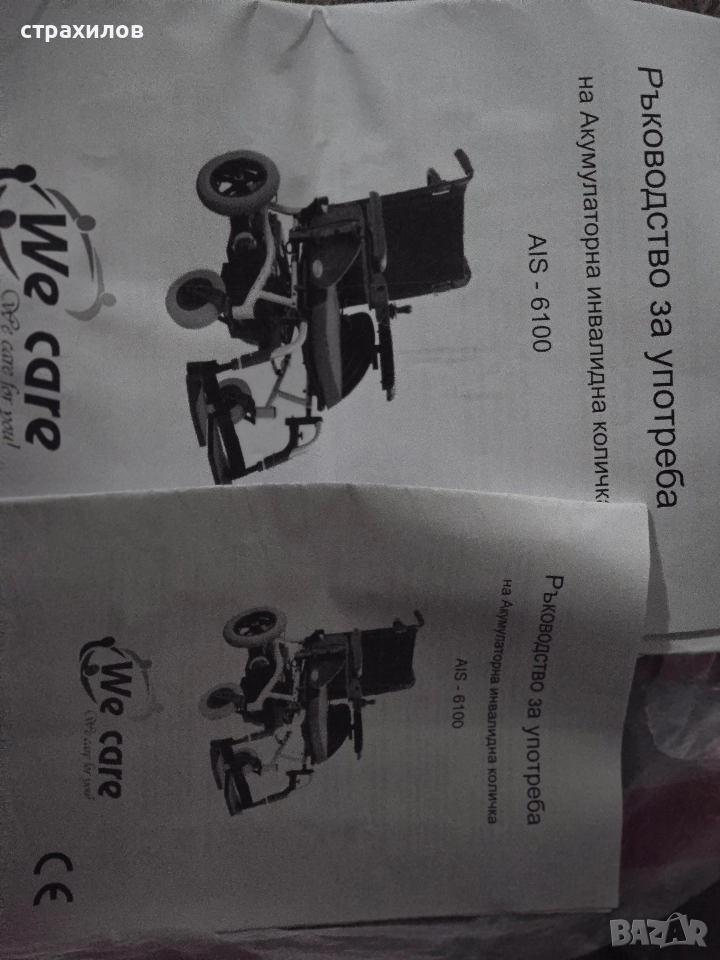 страхилов
Ръководство за употреба
на Акумулаторна инвалидна количка
AIS - 6100
We care
We care for you!
Ръководство за употреба
на Акумулаторна инвалидна количка
AIS - 6100
We care
We care for you!
CE
BAZAR